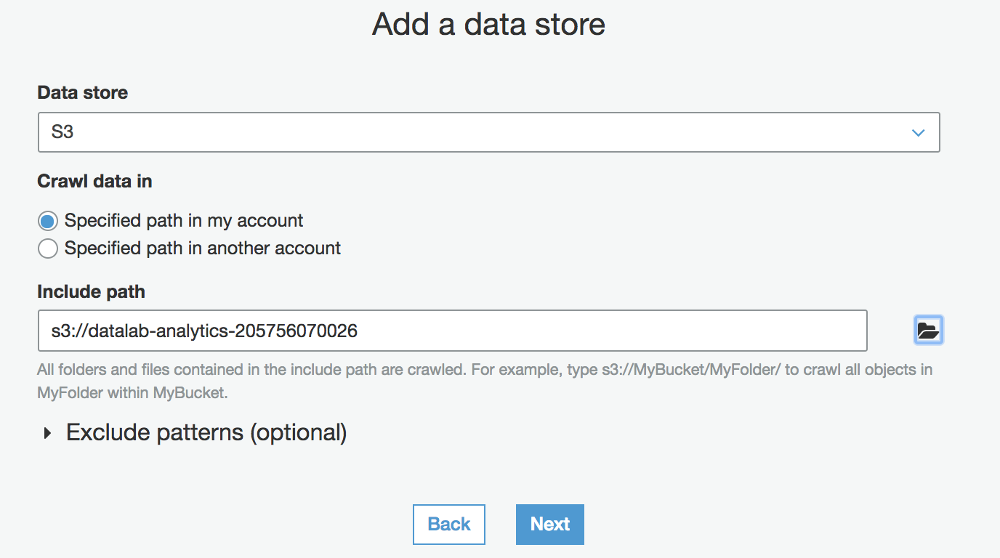 Add a data store
Data store
S3
Crawl data in
Specified path in my account
Specified path in another account
Include path
s3://datalab-analytics-205756070026
All folders and files contained in the include path are crawled. For example, type s3://MyBucket/MyFolder/ to crawl all objects in
MyFolder within MyBucket.
Exclude patterns (optional)
Back
Next